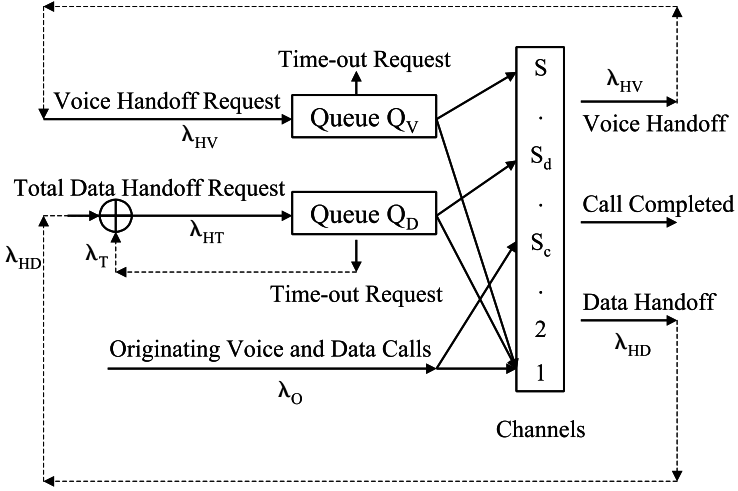 Time-out Request
S
λHV
Voice Handoff Request
Queue QV
λHV
.
Voice Handoff
Sd
Total Data Handoff Request
Queue QD
.
Call Completed
λHT
λHD
λT
Sc
Time-out Request
.
Data Handoff
2
λHD
Originating Voice and Data Calls
1
λO
Channels